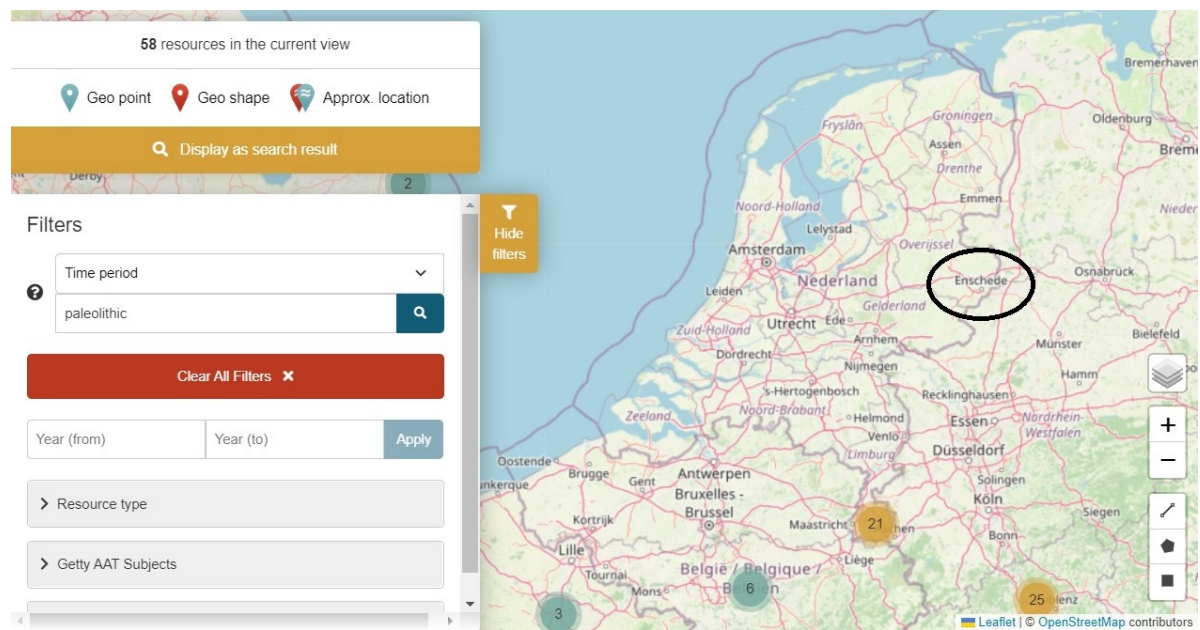 58 resources in the current view
Geo point Geo shape Approx. location
Display as search result
Derby
2
Filters
Time period
paleolithic
Clear All Filters ×
Year (from) Year (to) Apply
Resource type
Getty AAT Subjects
Hide
filters
Bremerhaven
Groningen
Oldenburg
Fryslân
Assen
Drenthe
Emmen
Noord-Holland
Lelystad
Overijssel
Amsterdam
Enschede
Osnabrück
Nederland
Leiden
Gelderland
Utrecht
Ede
Zuid-Holland
Arnhem
Münster
Bielefeld
Dordrecht
Nijmegen
Hamm
's-Hertogenbosch
Recklinghausen
Zeeland
Noord-Brabant
Helmond
Essen
Nordrhein-
Westfalen
Venlo
Limburg
Düsseldorf
Oostende
Brugge
Gent
Antwerpen
Solingen
Bruxelles -
Brussel
Köln
Siegen
Kortrijk
Maastricht
21
Bonn
Lille
Liège
Tournai
België / Belgique /
Mons
6
25
3
+
−
Leaflet | © OpenStreetMap contributors